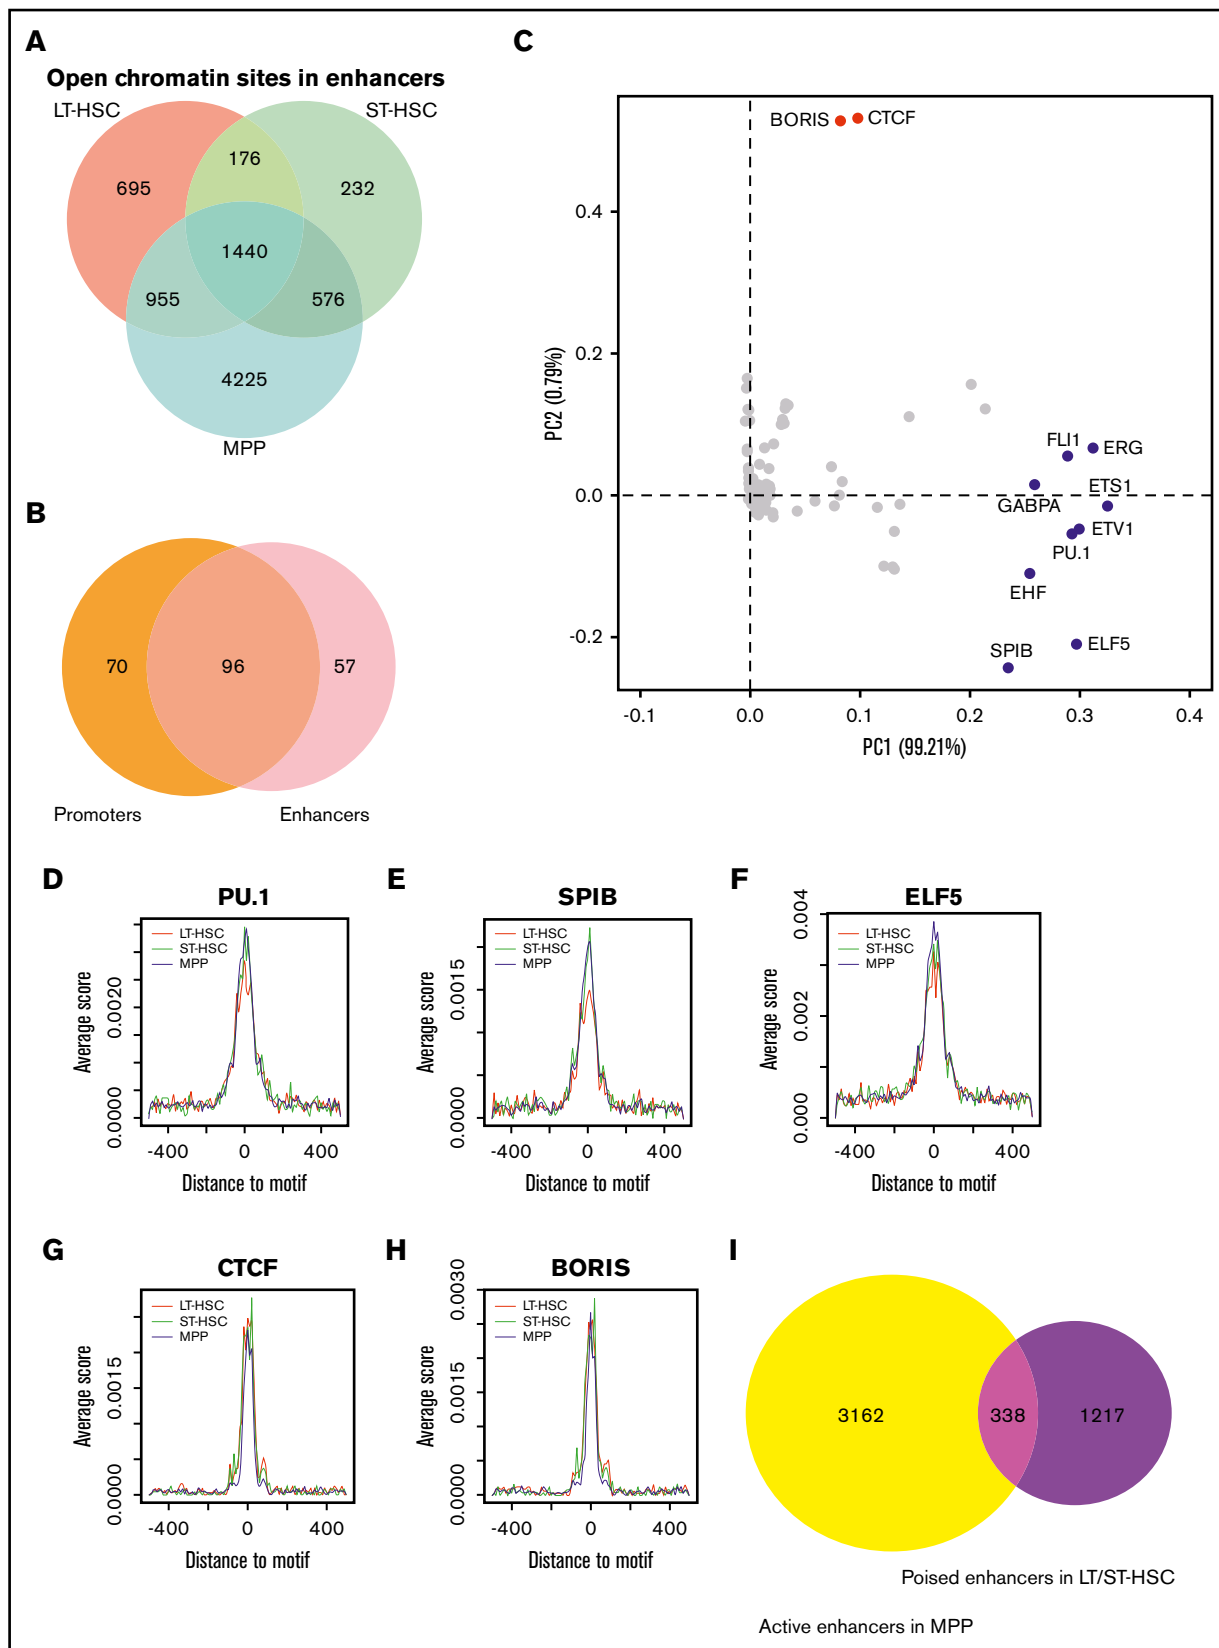 A
Open chromatin sites in enhancers
LT-HSC
ST-HSC
176
695
232
1440
955
576
4225
MPP
B
70
96
57
Promoters
Enhancers
C
BORIS
CTCF
0.4
0.2
0.0
-0.2
PC2 (0.79%)
FLI1
ERG
ETS1
GABPA
ETV1
PU.1
EHF
SPIB
ELF5
-0.1
0.0
0.1
0.2
0.3
0.4
PC1 (99.21%)
D
PU.1
LT-HSC
ST-HSC
MPP
Average score
0.0020
0.0000
-400
0
400
Distance to motif
E
SPIB
LT-HSC
ST-HSC
MPP
Average score
0.0015
0.0000
-400
0
400
Distance to motif
F
ELF5
LT-HSC
ST-HSC
MPP
Average score
0.004
0.002
0.000
-400
0
400
Distance to motif
G
CTCF
LT-HSC
ST-HSC
MPP
Average score
0.0015
0.0000
-400
0
400
Distance to motif
H
BORIS
LT-HSC
ST-HSC
MPP
Average score
0.0030
0.0015
0.0000
-400
0
400
Distance to motif
I
3162
338
1217
Poised enhancers in LT/ST-HSC
Active enhancers in MPP